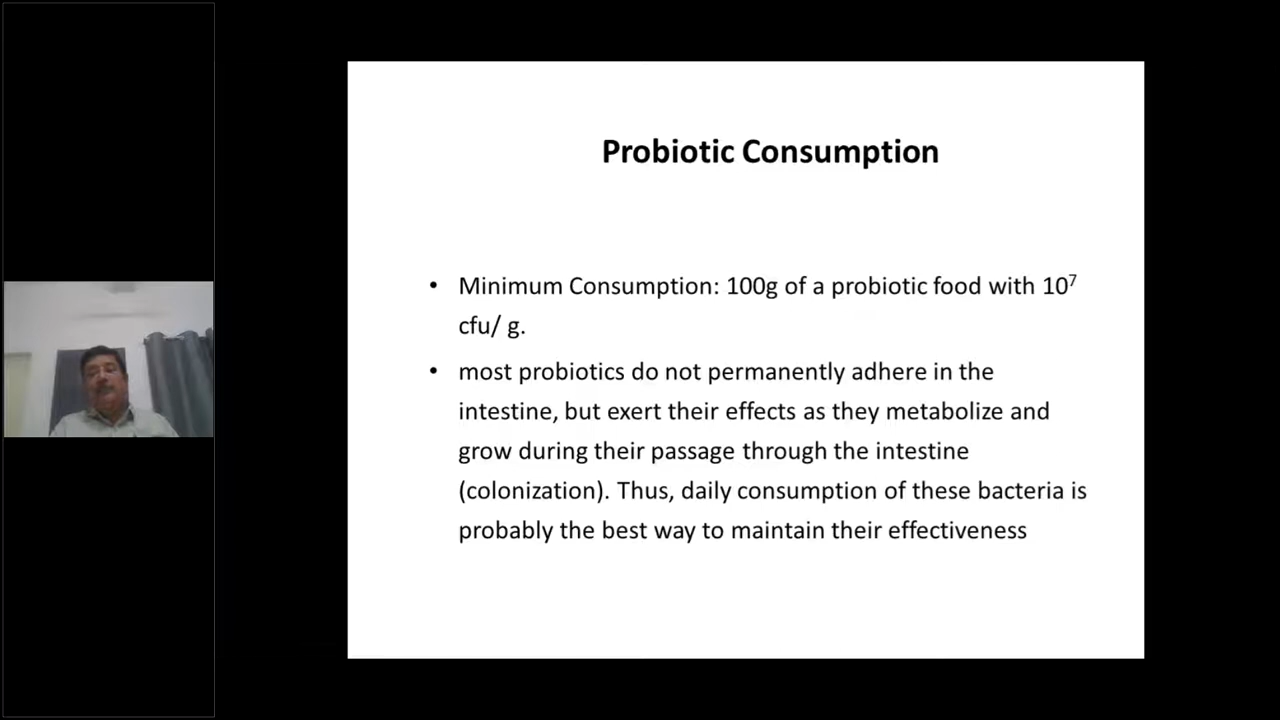 Probiotic Consumption
• Minimum Consumption: 100g of a probiotic food with 10⁷
cfu/ g.
• most probiotics do not permanently adhere in the
intestine, but exert their effects as they metabolize and
grow during their passage through the intestine
(colonization). Thus, daily consumption of these bacteria is
probably the best way to maintain their effectiveness